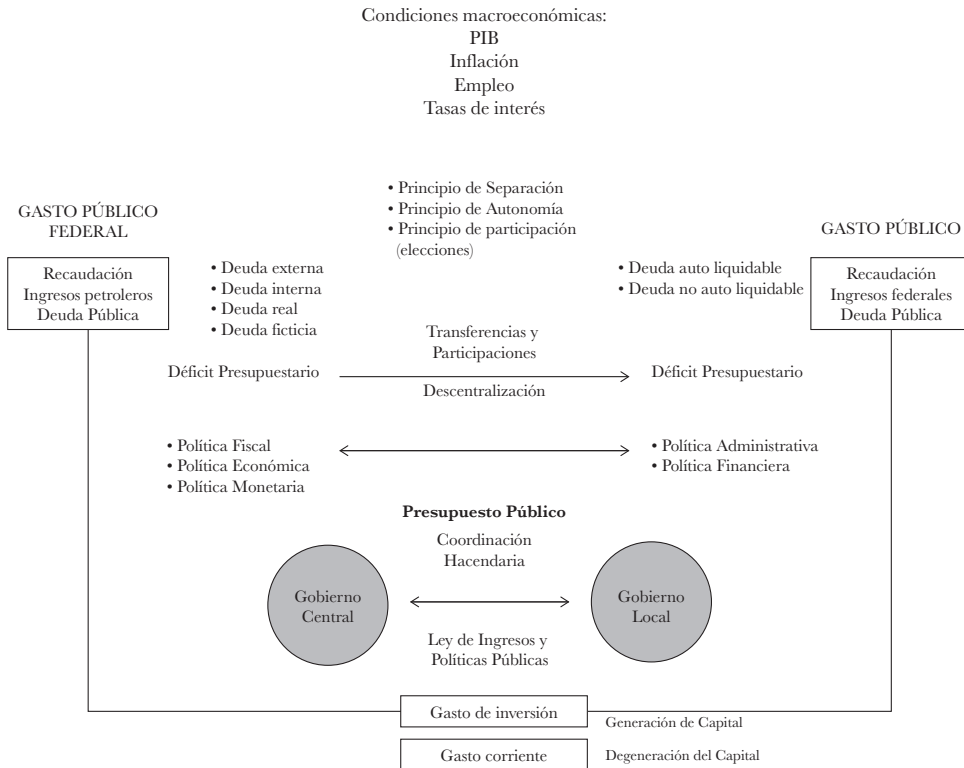 Condiciones macroeconómicas:
PIB
Inflación
Empleo
Tasas de interés
• Principio de Separación
• Principio de Autonomía
• Principio de participación
(elecciones)
GASTO PÚBLICO
FEDERAL
Recaudación
Ingresos petroleros
Deuda Pública
• Deuda externa
• Deuda interna
• Deuda real
• Deuda ficticia
• Deuda auto liquidable
• Deuda no auto liquidable
GASTO PÚBLICO
Recaudación
Ingresos federales
Deuda Pública
Transferencias y
Participaciones
Déficit Presupuestario
Descentralización
Déficit Presupuestario
• Política Fiscal
• Política Económica
• Política Monetaria
• Política Administrativa
• Política Financiera
Presupuesto Público
Coordinación
Hacendaria
Gobierno
Central
Gobierno
Local
Ley de Ingresos y
Políticas Públicas
Gasto de inversión
Generación de Capital
Gasto corriente
Degeneración del Capital